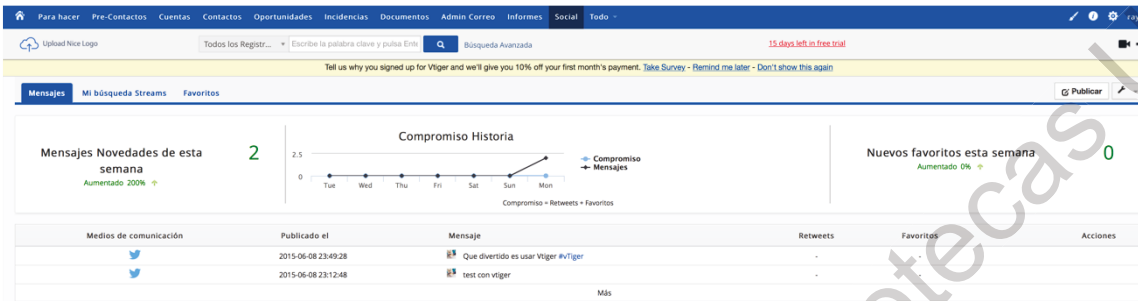 Para hacer Pre-Contactos Cuentas Contactos Oportunidades Incidencias Documentos Admin Correo Informes Social Todo
Upload Nice Logo Todos los Registr... Escribe la palabra clave y pulsa Ente Búsqueda Avanzada 15 days left in free trial
Tell us why you signed up for Vtiger and we'll give you 10% off your first month's payment. Take Survey - Remind me later - Don't show this again
Mensajes Mi búsqueda Streams Favoritos Publicar
Compromiso Historia
Mensajes Novedades de esta semana 2
Aumentado 200%
2.5
0
Tue Wed Thu Fri Sat Sun Mon
Compromiso
Mensajes
Compromiso = Retweets + Favoritos
Nuevos favoritos esta semana 0
Aumentado 0%
Medios de comunicación Publicado el Mensaje Retweets Favoritos Acciones
2015-06-08 23:49:28 Que divertido es usar Vtiger #vTiger - -
2015-06-08 23:12:48 test con vtiger - -
Más